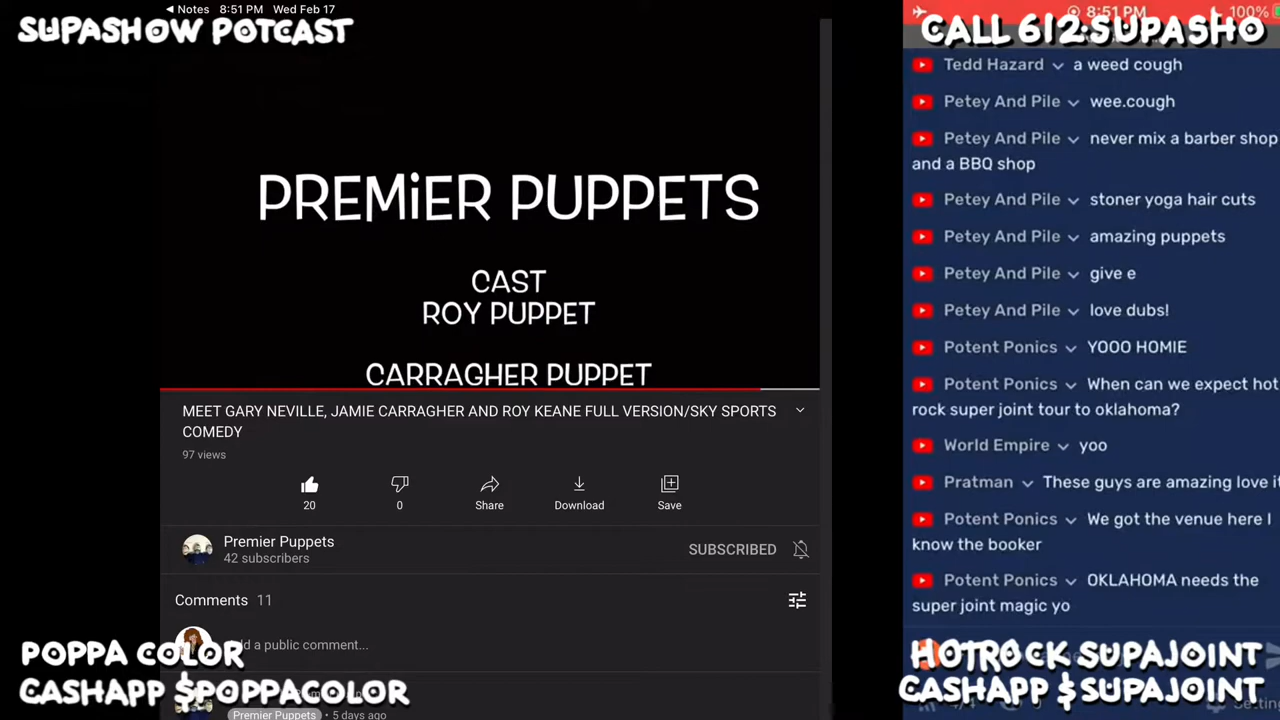 Notes 8:51 PM Wed Feb 17
SUPASHOW POTCAST
PREMiER PUPPETS
CAST
ROY PUPPET
CARRAGHER PUPPET
MEET GARY NEVILLE, JAMIE CARRAGHER AND ROY KEANE FULL VERSION/SKY SPORTS
COMEDY
97 views
20 0 Share Download Save
Premier Puppets
42 subscribers
SUBSCRIBED
Comments 11
add a public comment...
Premier Puppets • 5 days ago
POPPA COLOR
CASHAPP $POPPACOLOR
8:51 PM 100%
CALL 612-SUPASHO
Tedd Hazard a weed cough
Petey And Pile wee.cough
Petey And Pile never mix a barber shop
and a BBQ shop
Petey And Pile stoner yoga hair cuts
Petey And Pile amazing puppets
Petey And Pile give e
Petey And Pile love dubs!
Potent Ponics YOOO HOMIE
Potent Ponics When can we expect hot
rock super joint tour to oklahoma?
World Empire yoo
Pratman These guys are amazing love it
Potent Ponics We got the venue here I
know the booker
Potent Ponics OKLAHOMA needs the
super joint magic yo
HOTROCK SUPAJOINT
CASHAPP $SUPAJOINT